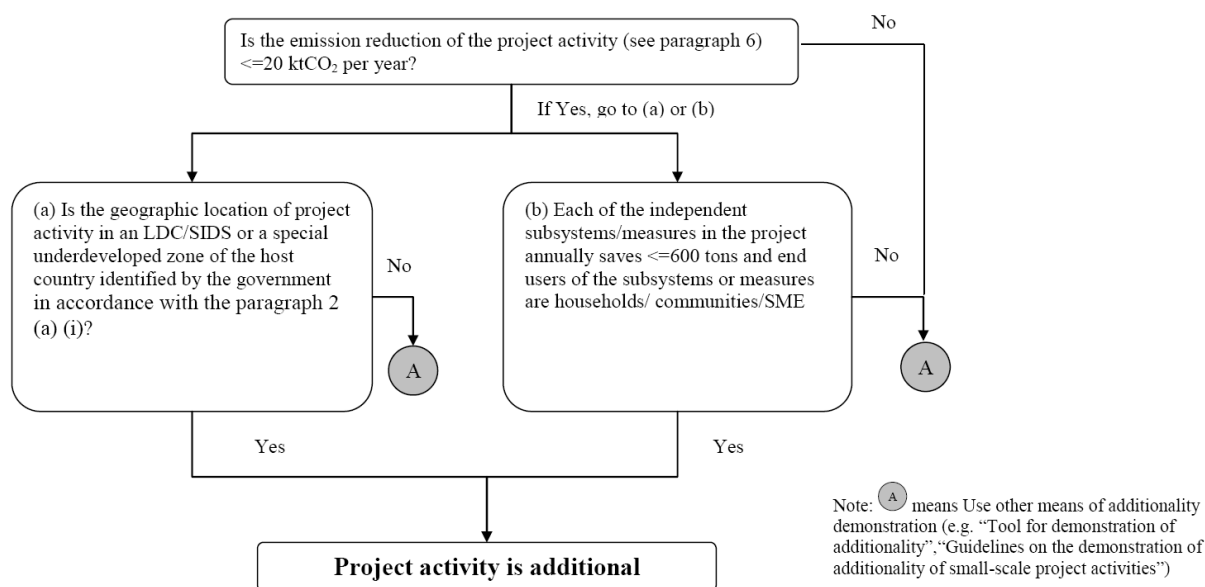 No
Is the emission reduction of the project activity (see paragraph 6)
<=20 ktCO₂ per year?
If Yes, go to (a) or (b)
(a) Is the geographic location of project
activity in an LDC/SIDS or a special
underdeveloped zone of the host
country identified by the government
in accordance with the paragraph 2
(a) (i)?
No
A
(b) Each of the independent
subsystems/measures in the project
annually saves <=600 tons and end
users of the subsystems or measures
are households/ communities/SME
No
A
Yes
Yes
Project activity is additional
Note: A means Use other means of additionality
demonstration (e.g. “Tool for demonstration of
additionality”,“Guidelines on the demonstration of
additionality of small-scale project activities”)